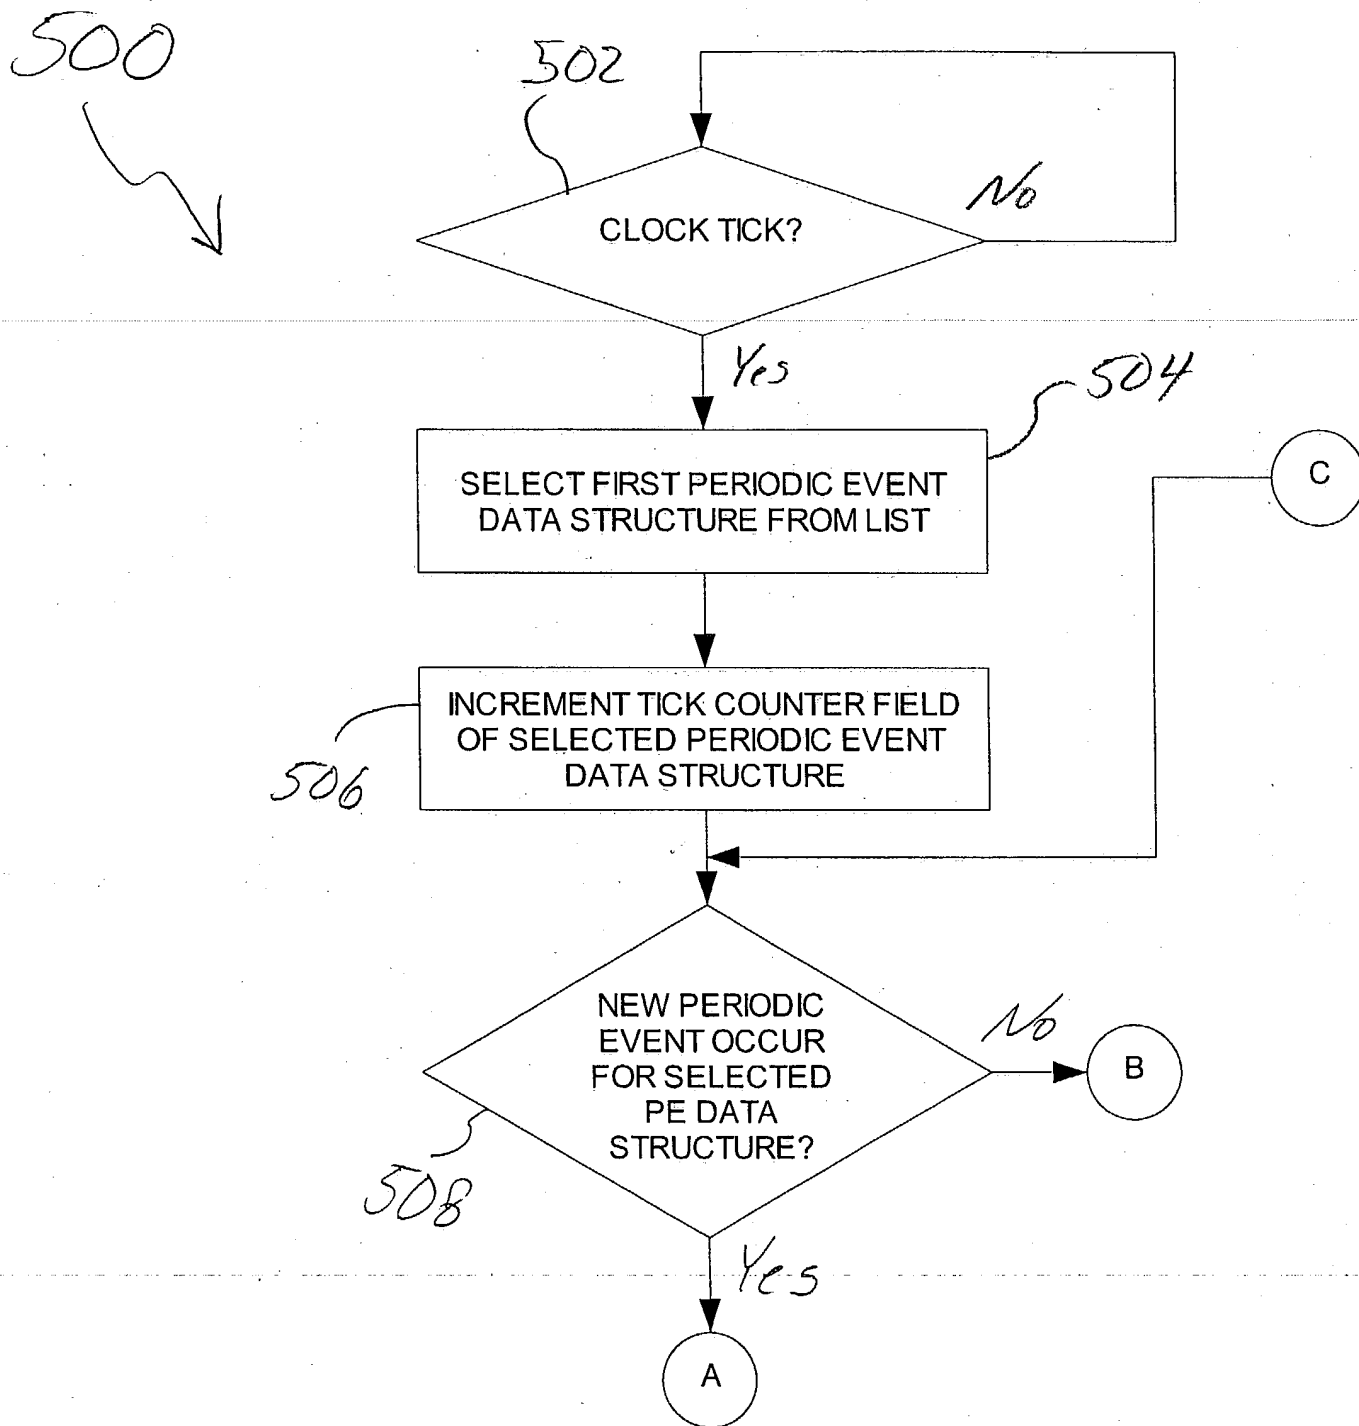 500
502
CLOCK TICK?
No
Yes
504
SELECT FIRST PERIODIC EVENT
DATA STRUCTURE FROM LIST
C
INCREMENT TICK COUNTER FIELD
OF SELECTED PERIODIC EVENT
DATA STRUCTURE
506
NEW PERIODIC
EVENT OCCUR
FOR SELECTED
PE DATA
STRUCTURE?
No
B
508
Yes
A